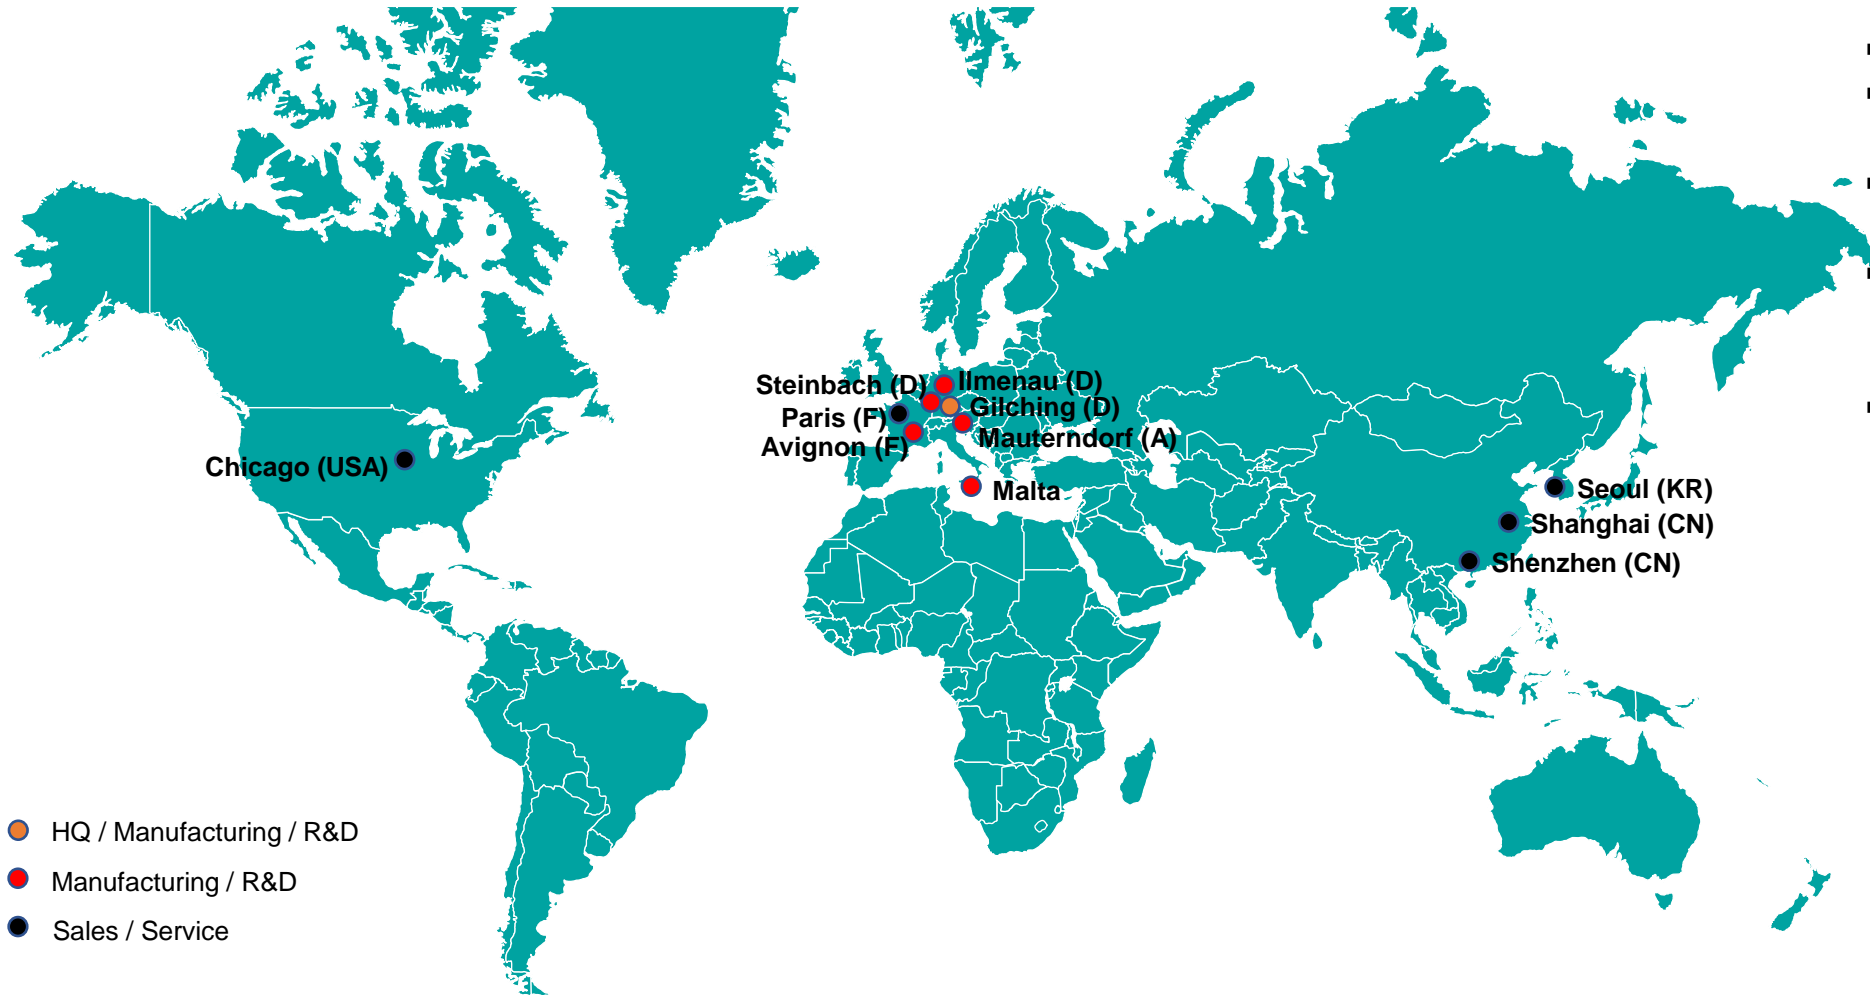 Steinbach (D)
Ilmenau (D)
Paris (F)
Gilching (D)
Avignon (F)
Mauterndorf (A)
Chicago (USA)
Malta
Seoul (KR)
Shanghai (CN)
Shenzhen (CN)
HQ / Manufacturing / R&D
Manufacturing / R&D
Sales / Service